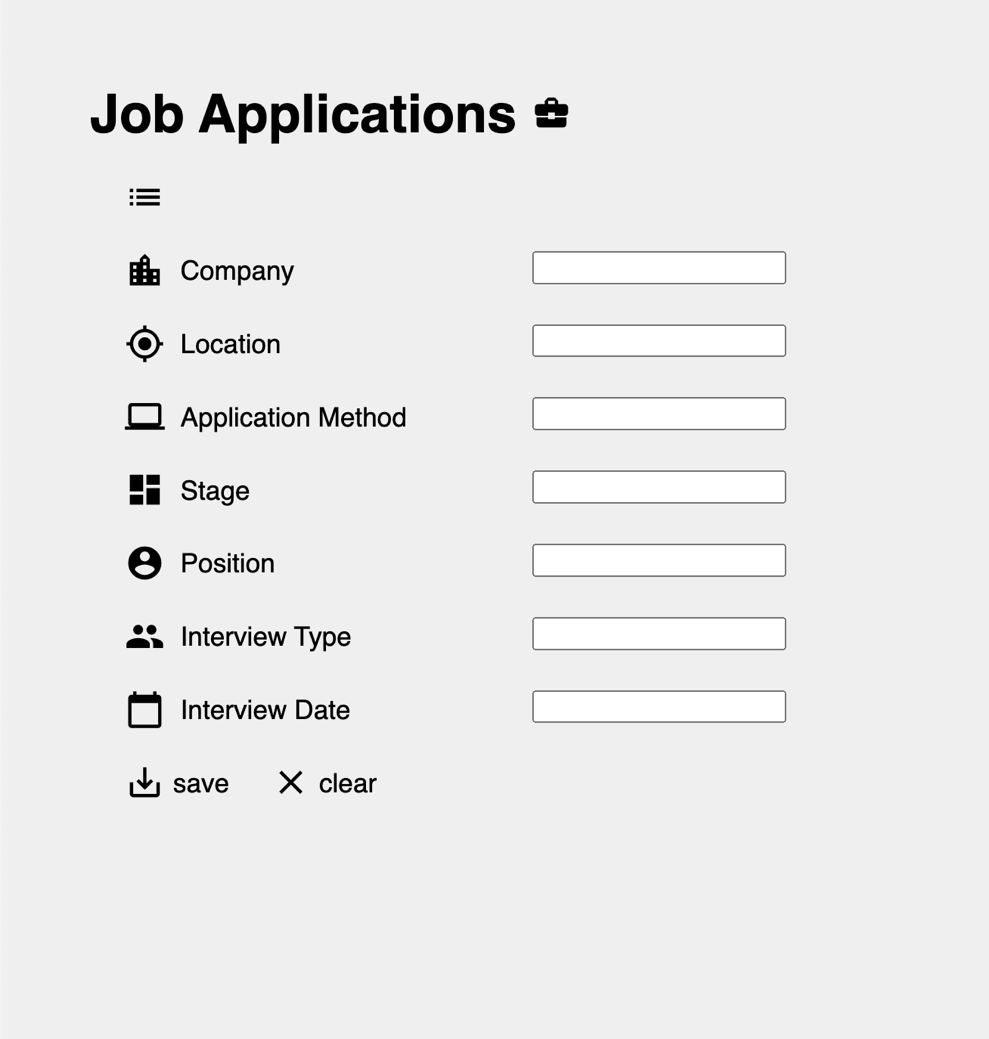 Job Applications
Company
Location
Application Method
Stage
Position
Interview Type
Interview Date
save clear